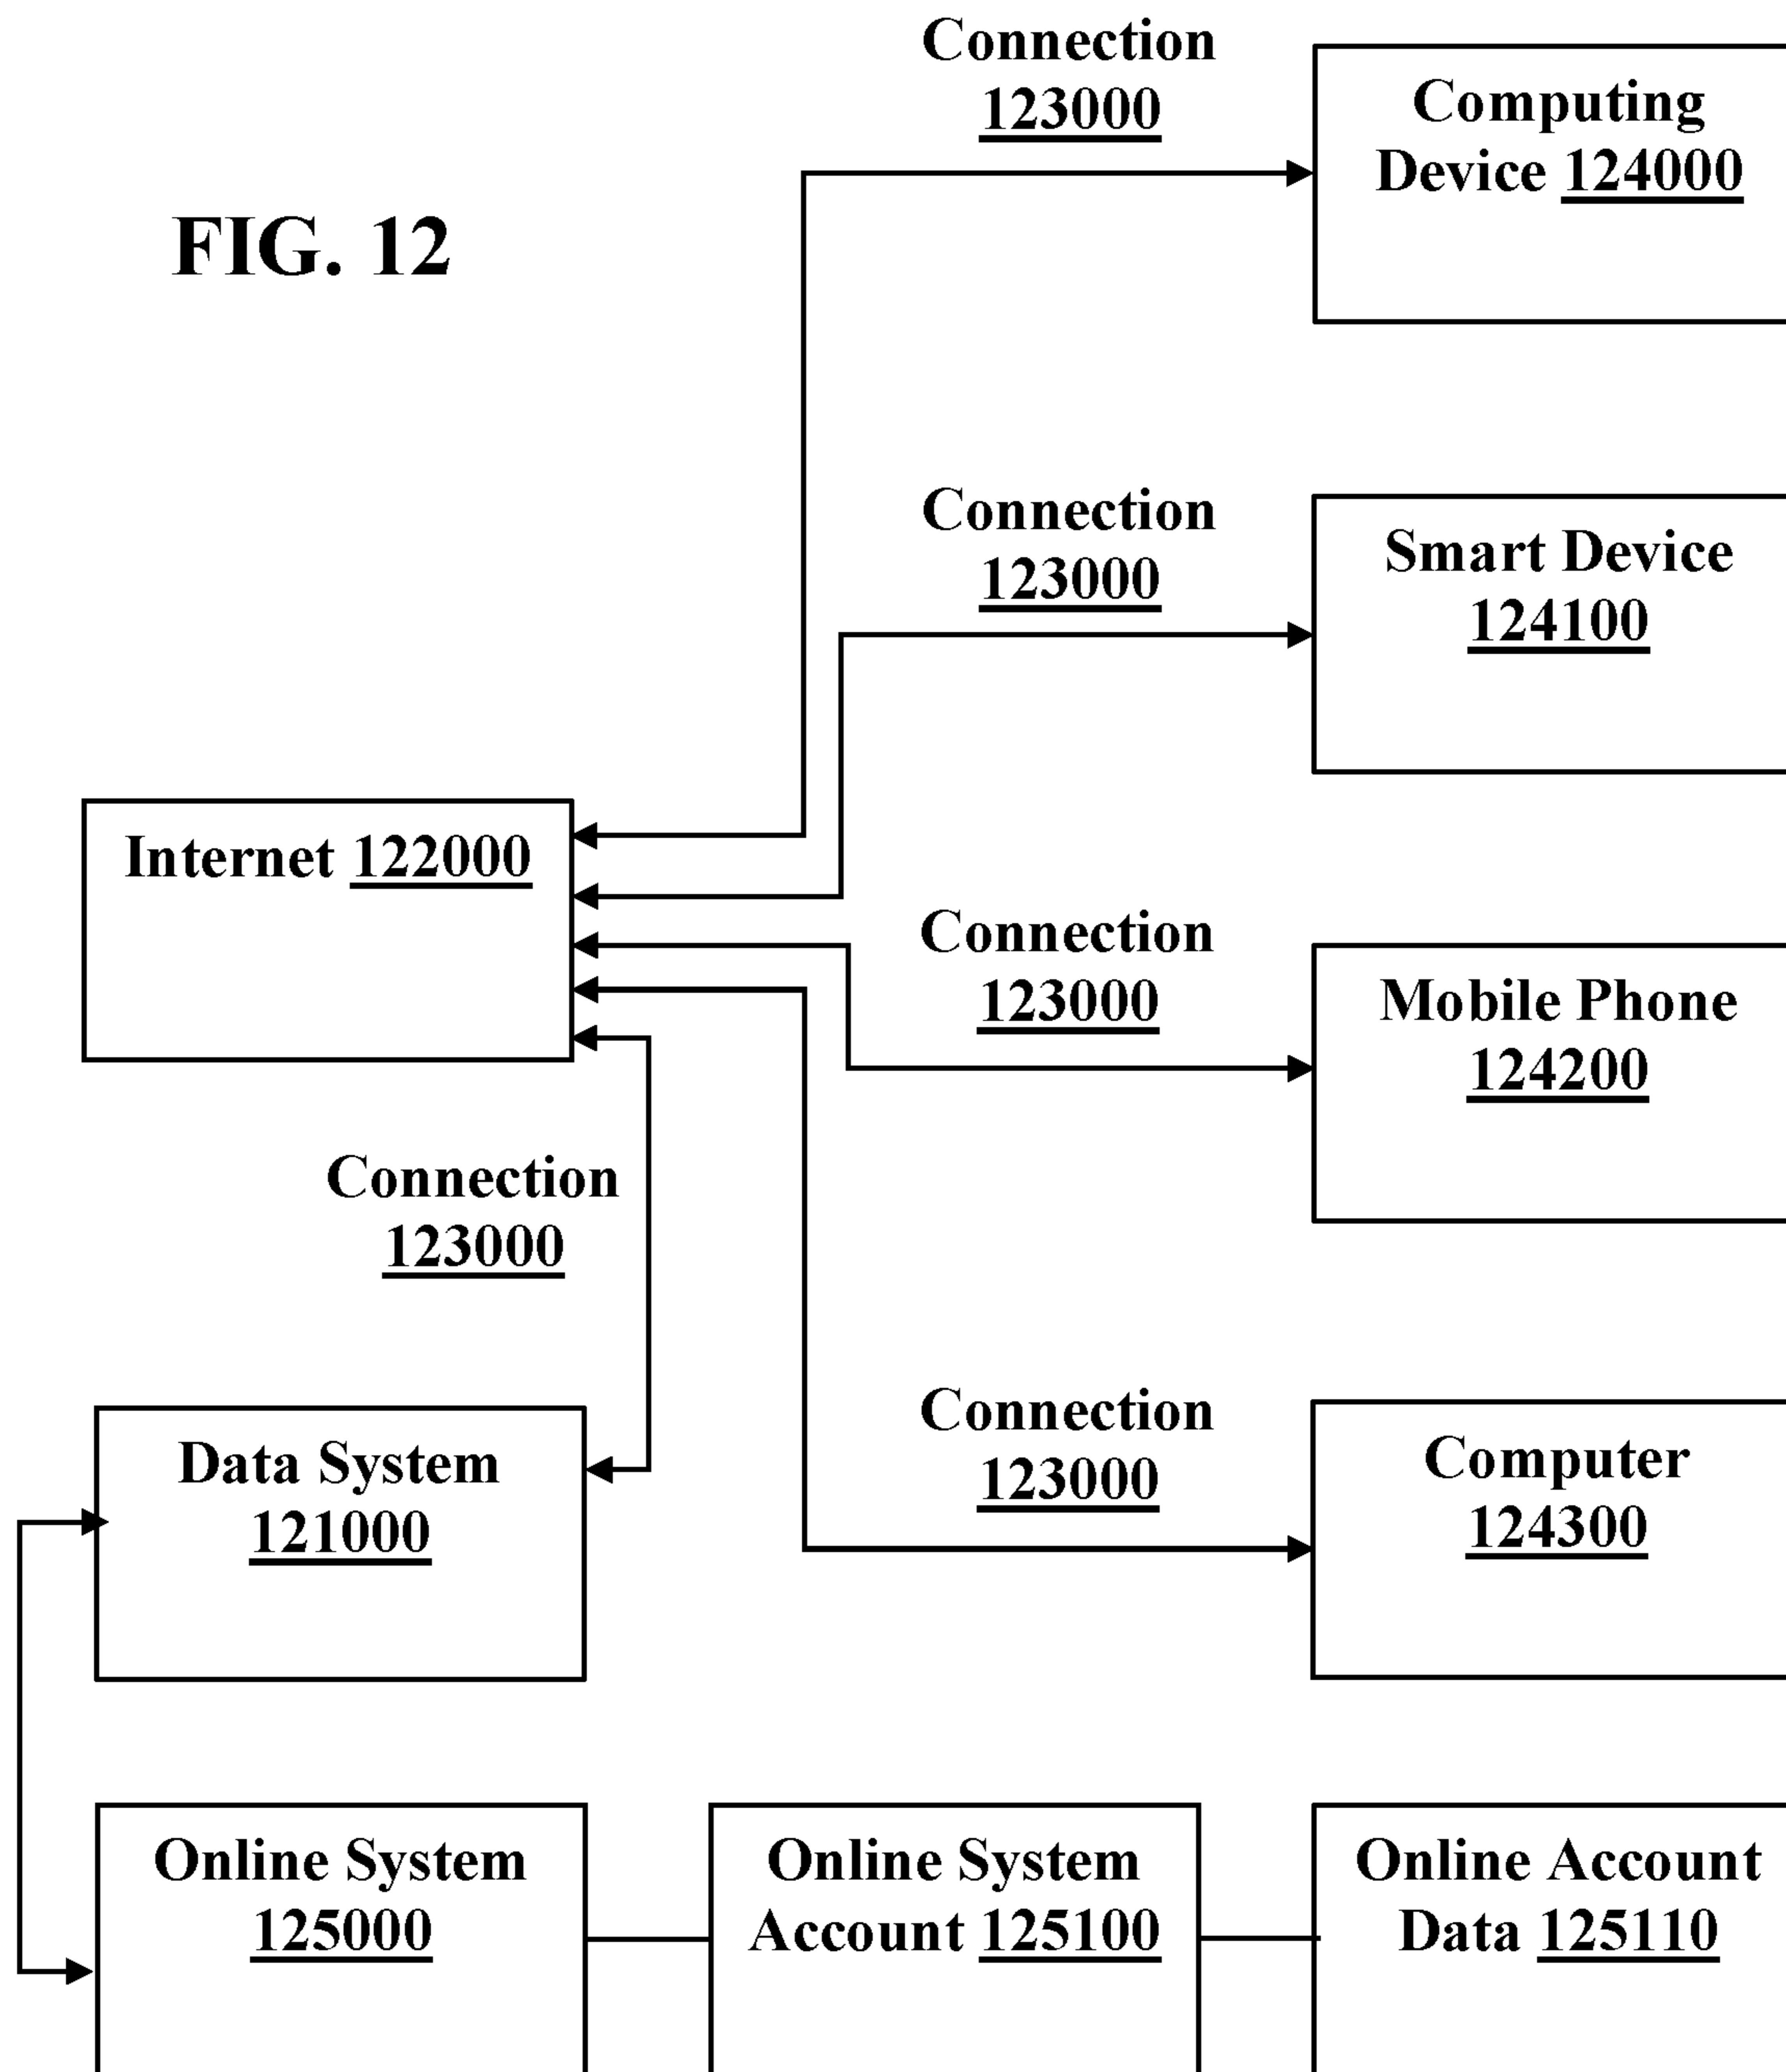 Connection
123000
Computing
Device 124000
FIG. 12
Connection
123000
Smart Device
124100
Internet 122000
Connection
123000
Mobile Phone
124200
Connection
123000
Data System
121000
Connection
123000
Computer
124300
Online System
125000
Online System
Account 125100
Online Account
Data 125110